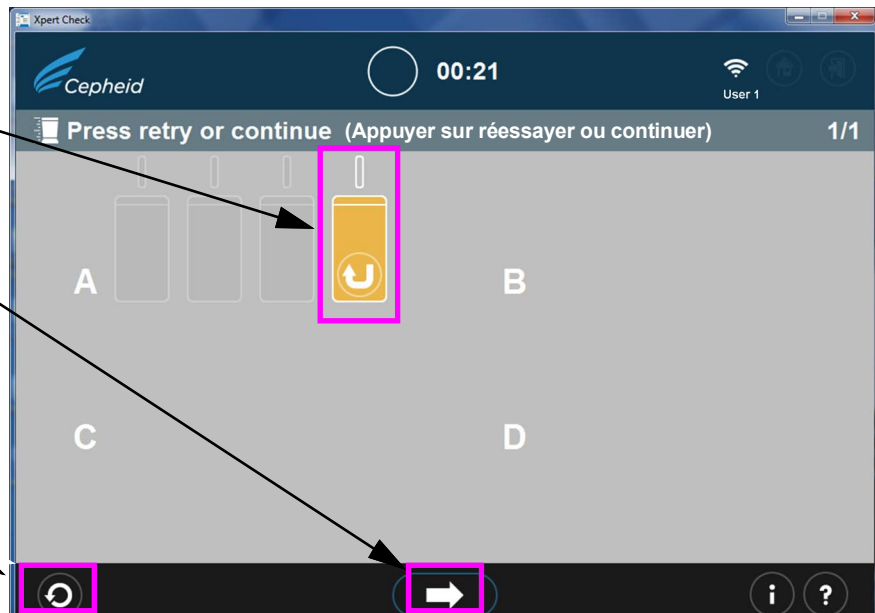 Xpert Check
Cepheid
00:21
User 1
Press retry or continue (Appuyer sur réessayer ou continuer) 1/1
A B
C D
i ?